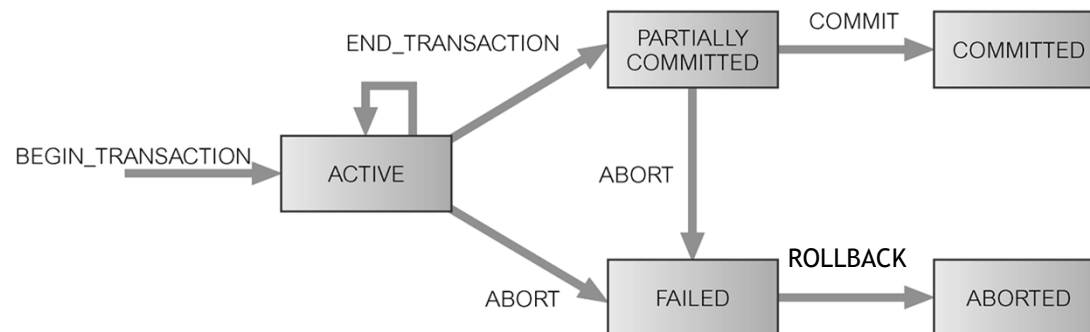 COMMIT
PARTIALLY
COMMITTED
COMMITTED
END_TRANSACTION
BEGIN_TRANSACTION
ACTIVE
ABORT
ROLLBACK
ABORT
FAILED
ABORTED